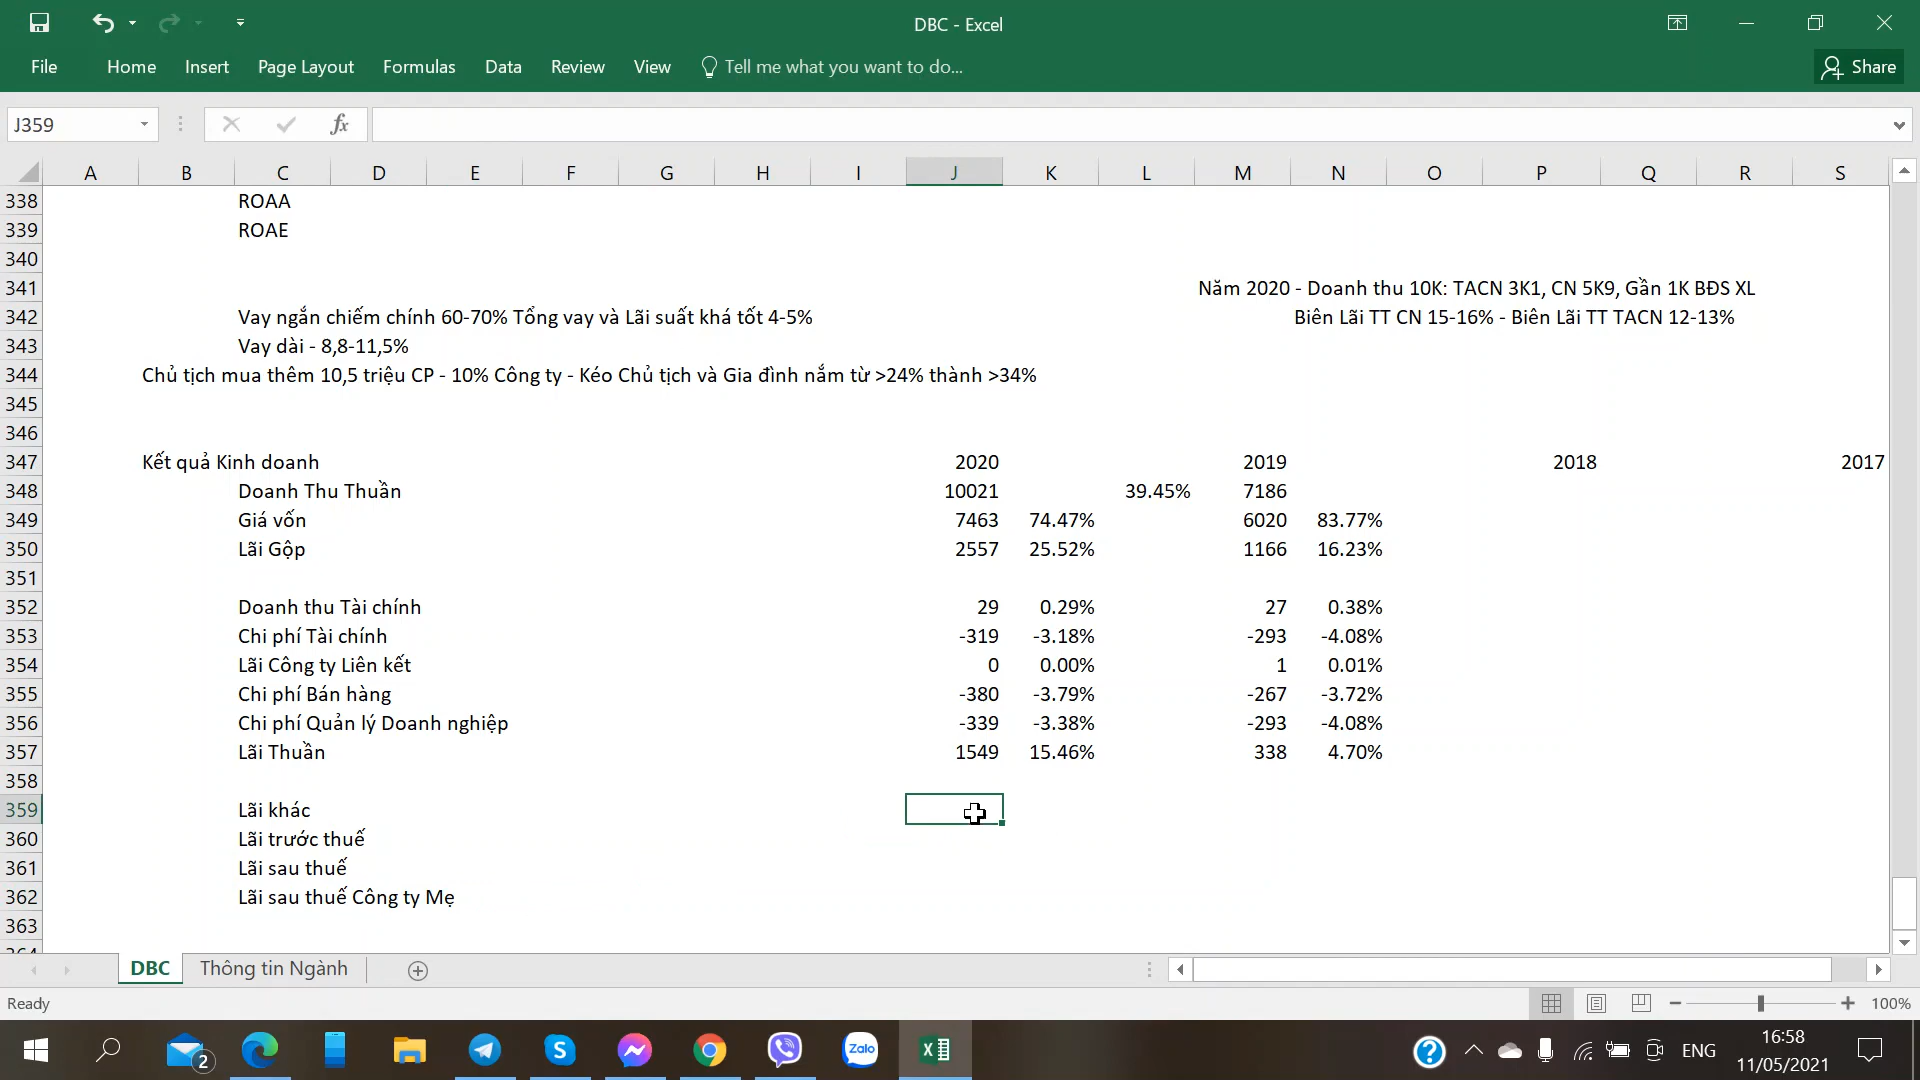 DBC - Excel
File Home Insert Page Layout Formulas Data Review View Tell me what you want to do... Share
J359 fx
A B C D E F G H I J K L M N O P Q R S
338 ROAA
339 ROAE
340
341 Năm 2020 - Doanh thu 10K: TACN 3K1, CN 5K9, Gần 1K BĐS XL
342 Vay ngắn chiếm chính 60-70% Tổng vay và Lãi suất khá tốt 4-5% Biên Lãi TT CN 15-16% - Biên Lãi TT TACN 12-13%
343 Vay dài - 8,8-11,5%
344 Chủ tịch mua thêm 10,5 triệu CP - 10% Công ty - Kéo Chủ tịch và Gia đình nắm từ >24% thành >34%
345
346
347 Kết quả Kinh doanh 2020 2019 2018 2017
348 Doanh Thu Thuần 10021 39.45% 7186
349 Giá vốn 7463 74.47% 6020 83.77%
350 Lãi Gộp 2557 25.52% 1166 16.23%
351
352 Doanh thu Tài chính 29 0.29% 27 0.38%
353 Chi phí Tài chính -319 -3.18% -293 -4.08%
354 Lãi Công ty Liên kết 0 0.00% 1 0.01%
355 Chi phí Bán hàng -380 -3.79% -267 -3.72%
356 Chi phí Quản lý Doanh nghiệp -339 -3.38% -293 -4.08%
357 Lãi Thuần 1549 15.46% 338 4.70%
358
359 Lãi khác
360 Lãi trước thuế
361 Lãi sau thuế
362 Lãi sau thuế Công ty Mẹ
363
364
DBC Thông tin Ngành
Ready 100%
2 Zalo ENG 16:58
11/05/2021